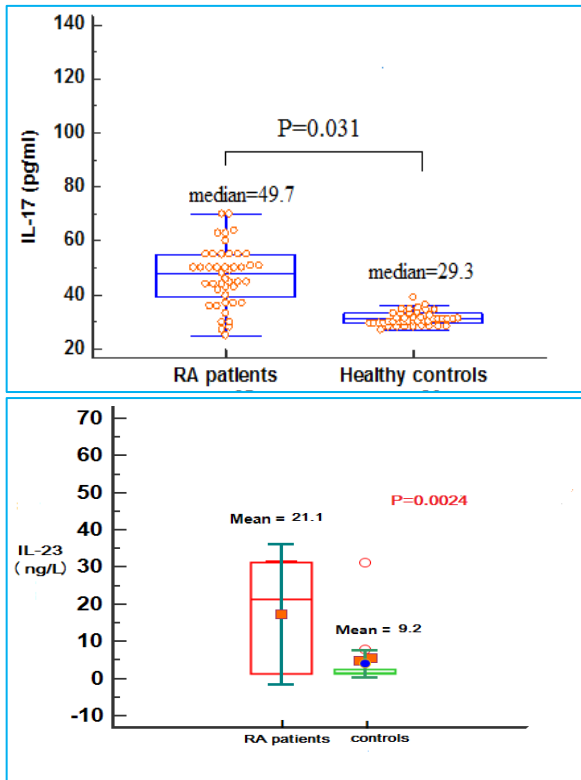 140
120
100
80
60
40
20
IL-17 (pg/ml)
P=0.031
median=49.7
median=29.3
RA patients
Healthy controls
70
60
50
40
30
20
10
0
-10
IL-23
( ng/L)
P=0.0024
Mean = 21.1
Mean = 9.2
RA patients
controls